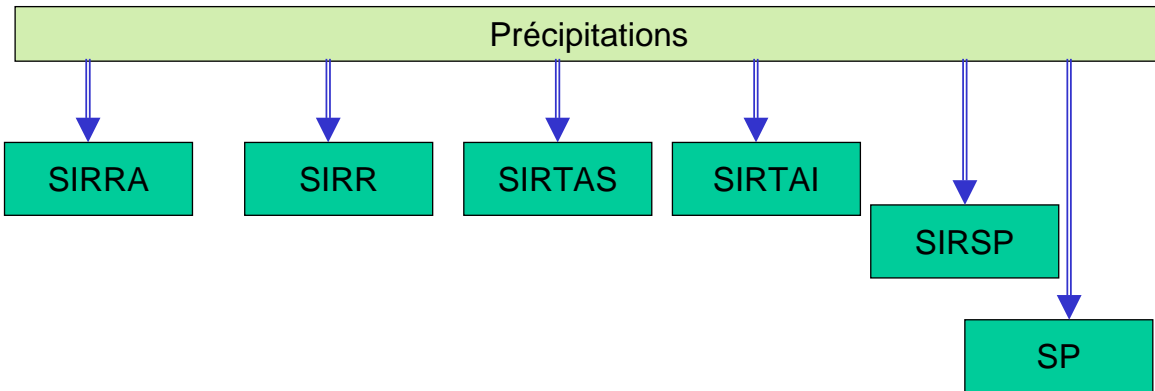 Précipitations
SIRRA
SIRR
SIRTAS
SIRTAI
SIRSP
SP